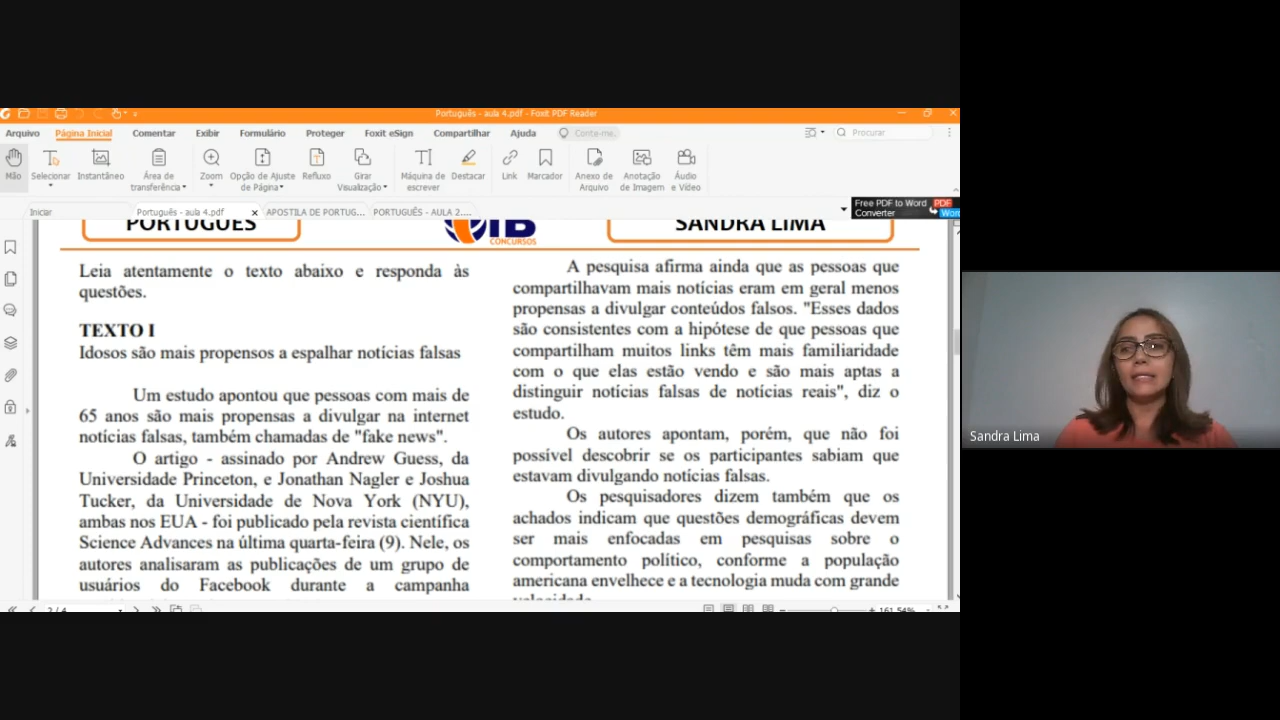 Português - aula 4.pdf - Foxit PDF Reader
Arquivo Página Inicial Comentar Exibir Formulário Proteger Foxit eSign Compartilhar Ajuda Conte-me. Procurar
Mão Selecionar Instantâneo Área de transferência Zoom Opção de Ajuste de Página Refluxo Girar Visualização Máquina de escrever Destacar Link Marcador Anexo de Arquivo Anotação de Imagem Áudio e Vídeo
Iniciar Português - aula 4.pdf APOSTILA DE PORTUG... PORTUGUÊS - AULA 2....
Free PDF to Word Converter PDF Word
PORTUGUÊS
IB
CONCURSOS
SANDRA LIMA
Leia atentamente o texto abaixo e responda às
questões.
TEXTO I
Idosos são mais propensos a espalhar notícias falsas
Um estudo apontou que pessoas com mais de
65 anos são mais propensas a divulgar na internet
notícias falsas, também chamadas de "fake news".
O artigo - assinado por Andrew Guess, da
Universidade Princeton, e Jonathan Nagler e Joshua
Tucker, da Universidade de Nova York (NYU),
ambas nos EUA - foi publicado pela revista científica
Science Advances na última quarta-feira (9). Nele, os
autores analisaram as publicações de um grupo de
usuários do Facebook durante a campanha
A pesquisa afirma ainda que as pessoas que
compartilhavam mais notícias eram em geral menos
propensas a divulgar conteúdos falsos. "Esses dados
são consistentes com a hipótese de que pessoas que
compartilham muitos links têm mais familiaridade
com o que elas estão vendo e são mais aptas a
distinguir notícias falsas de notícias reais", diz o
estudo.
Os autores apontam, porém, que não foi
possível descobrir se os participantes sabiam que
estavam divulgando notícias falsas.
Os pesquisadores dizem também que os
achados indicam que questões demográficas devem
ser mais enfocadas em pesquisas sobre o
comportamento político, conforme a população
americana envelhece e a tecnologia muda com grande
velocidade.
2 / 4
161,54%
Sandra Lima